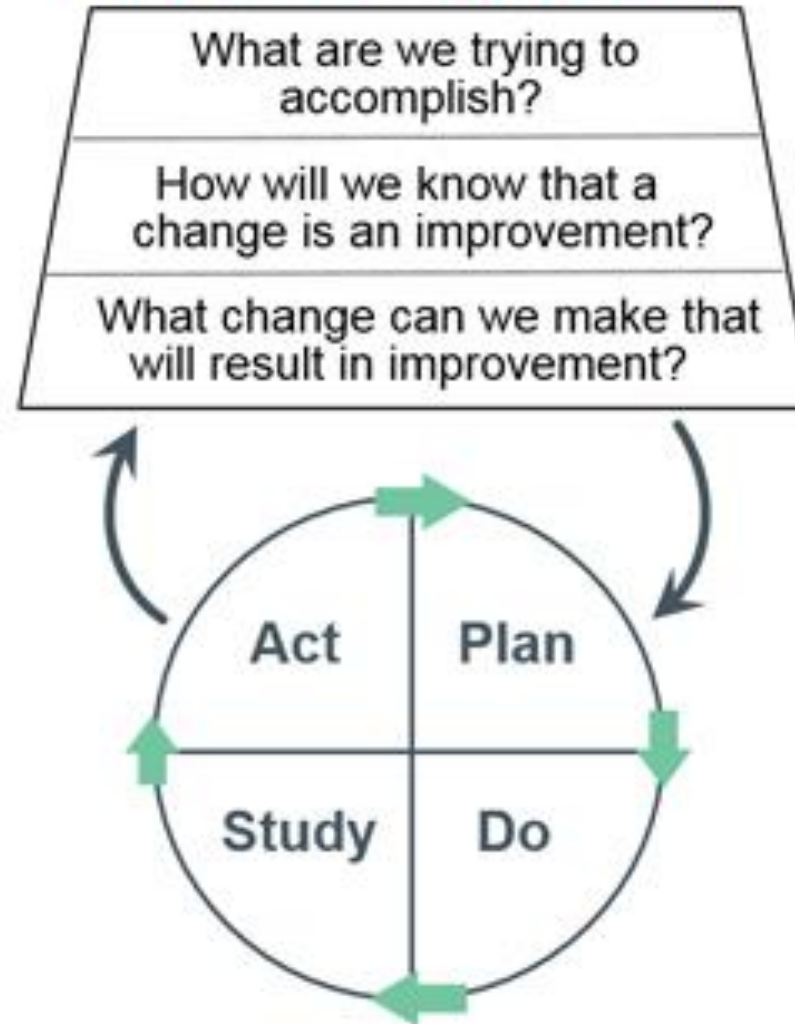 What are we trying to
accomplish?
How will we know that a
change is an improvement?
What change can we make that
will result in improvement?
Act
Plan
Study
Do